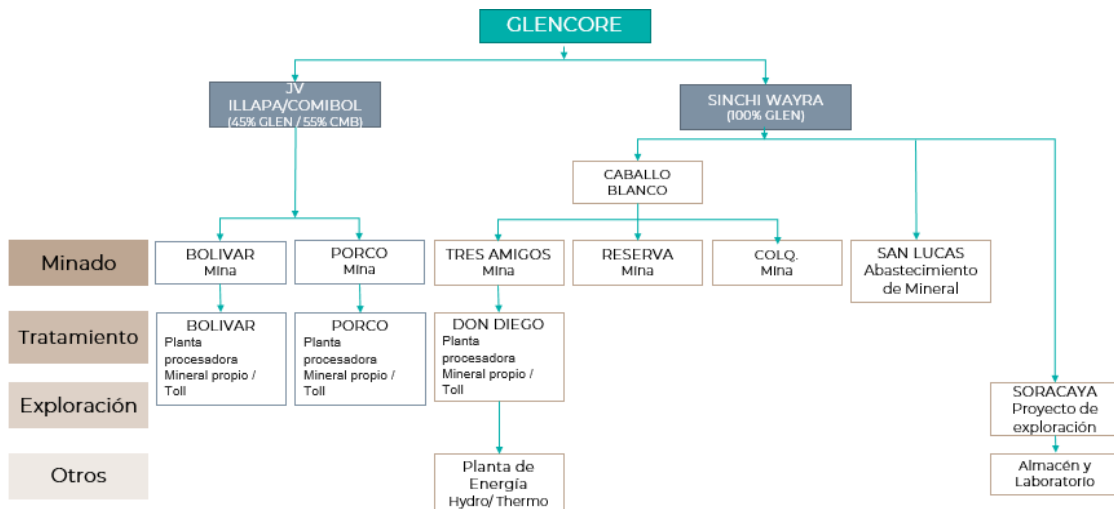 GLENCORE
JV
ILLAPA/COMIBOL
(45% GLEN / 55% CMB)
SINCHI WAYRA
(100% GLEN)
CABALLO
BLANCO
Minado
BOLIVAR
Mina
PORCO
Mina
TRES AMIGOS
Mina
RESERVA
Mina
COLQ.
Mina
SAN LUCAS
Abastecimiento
de Mineral
Tratamiento
BOLIVAR
Planta
procesadora
Mineral propio /
Toll
PORCO
Planta
procesadora
Mineral propio /
Toll
DON DIEGO
Planta
procesadora
Mineral propio /
Toll
Exploración
SORACAYA
Proyecto de
exploración
Otros
Planta de
Energía
Hydro/ Thermo
Almacén y
Laboratorio